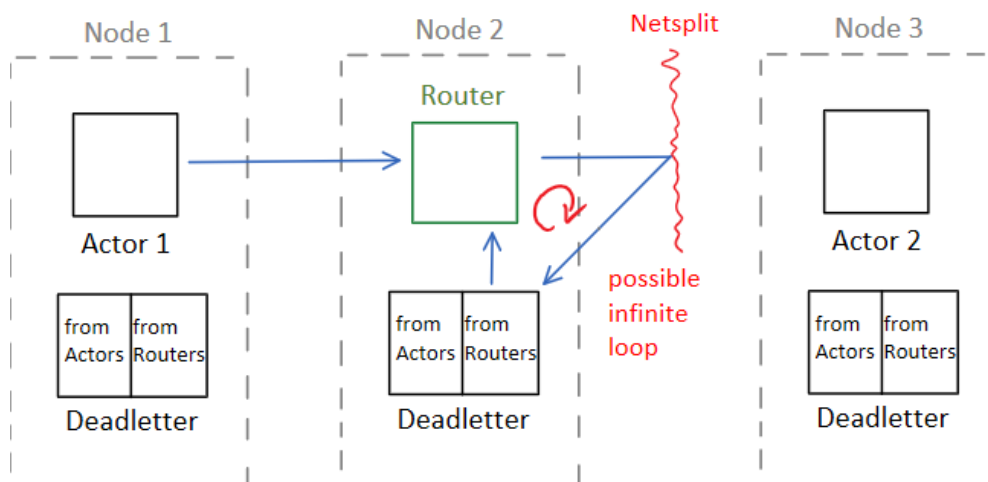 Node 1
Node 2
Netsplit
Node 3
Router
Actor 1
Actor 2
possible
infinite
loop
from
Actors
from
Routers
Deadletter
from
Actors
from
Routers
Deadletter
from
Actors
from
Routers
Deadletter